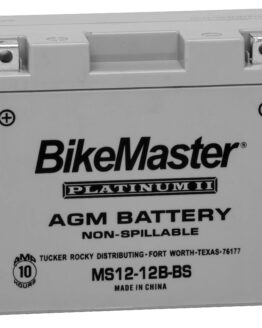 BikeMaster®
PLATINUM II
AGM BATTERY
NON-SPILLABLE
TUCKER ROCKY DISTRIBUTING • FORT WORTH-TEXAS-76177
10
HOURS
MS12-12B-BS
MADE IN CHINA